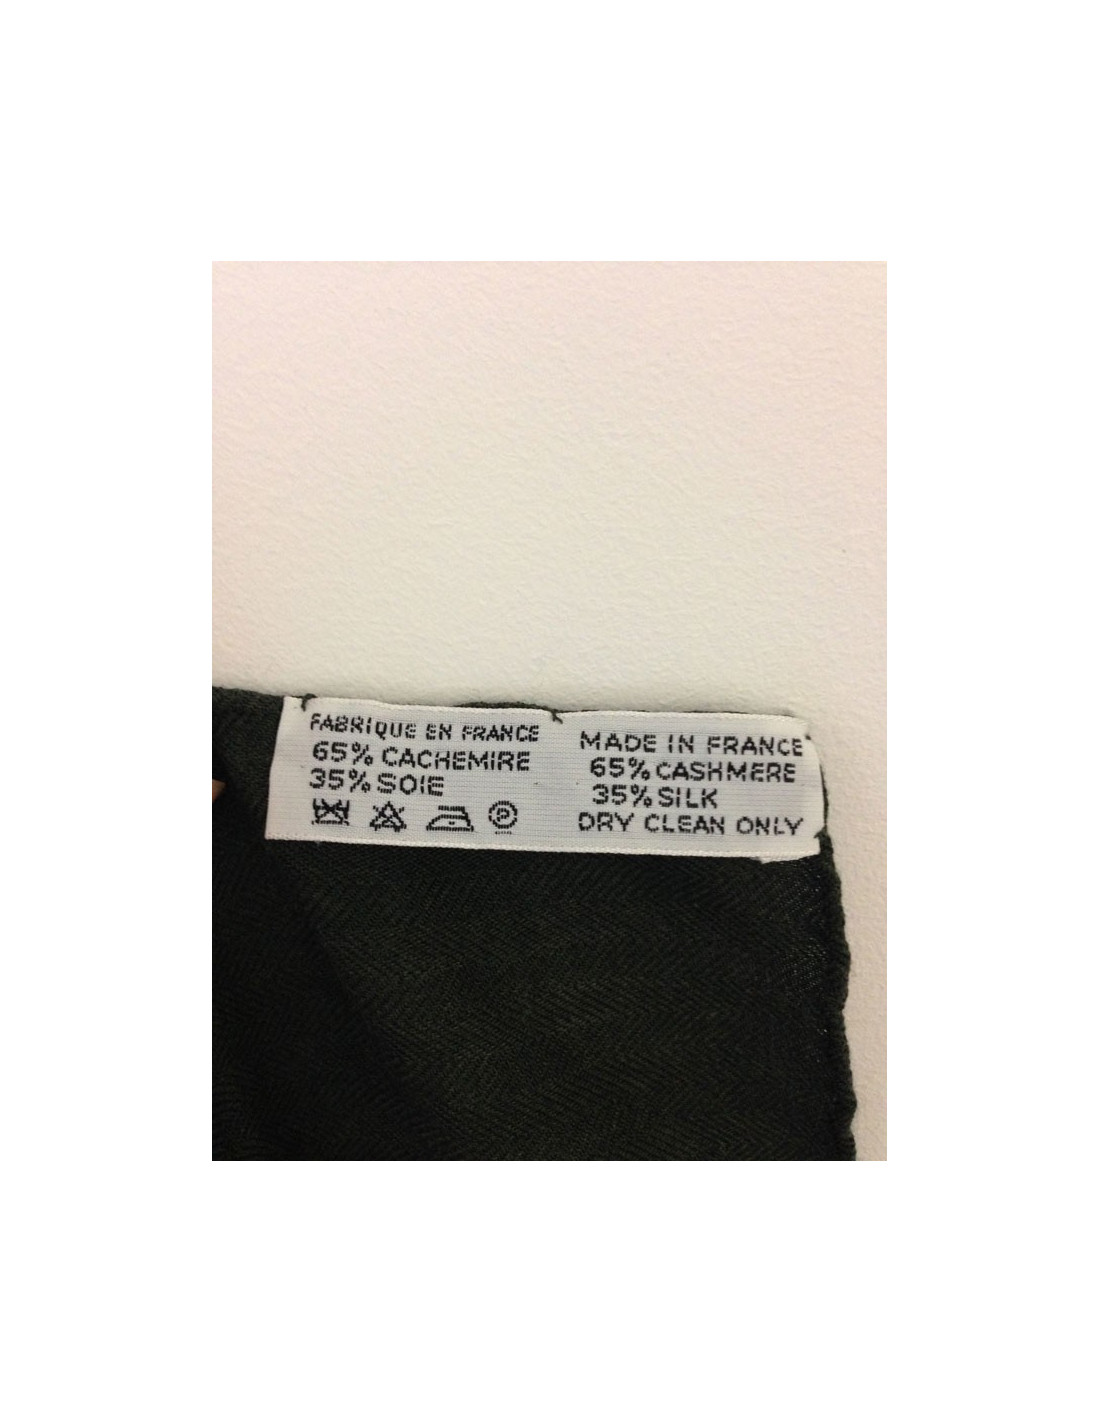 FABRIQUE EN FRANCE
65% CACHEMIRE
35% SOIE
P
MADE IN FRANCE
65% CASHMERE
35% SILK
DRY CLEAN ONLY